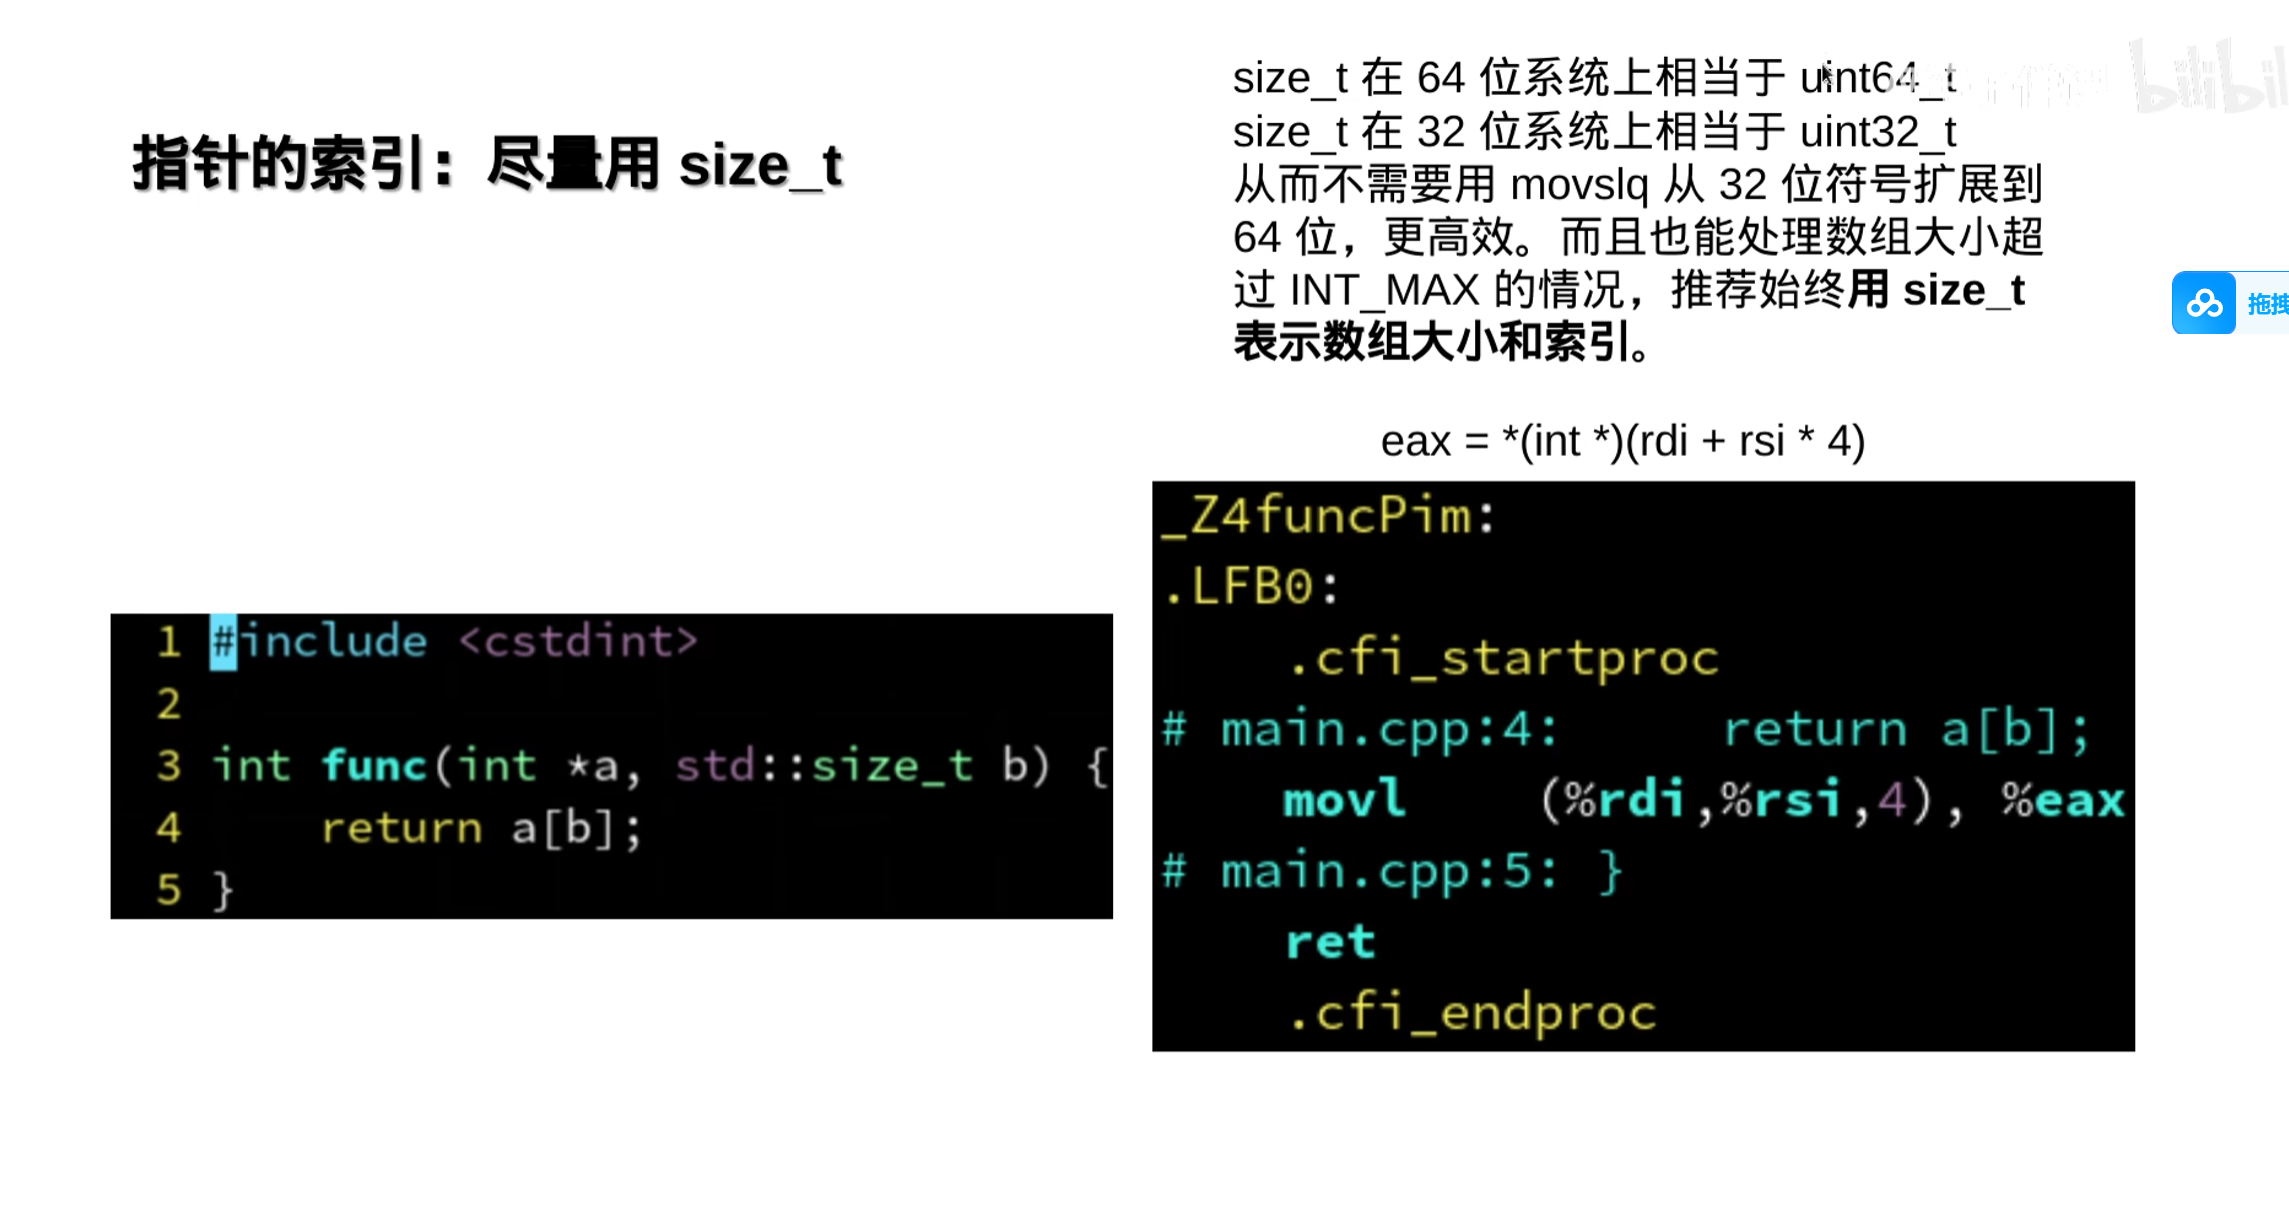 指针的索引：尽量用 size_t
size_t 在 64 位系统上相当于 uint64_t
size_t 在 32 位系统上相当于 uint32_t
从而不需要用 movslq 从 32 位符号扩展到
64 位，更高效。而且也能处理数组大小超
过 INT_MAX 的情况，推荐始终用 size_t
表示数组大小和索引。
bilibil
拖拽
eax = *(int *)(rdi + rsi * 4)
1 #include <cstdint>
2
3 int func(int *a, std::size_t b) {
4     return a[b];
5 }
_Z4funcPim:
.LFB0:
    .cfi_startproc
# main.cpp:4:     return a[b];
    movl    (%rdi,%rsi,4), %eax
# main.cpp:5: }
    ret
    .cfi_endproc